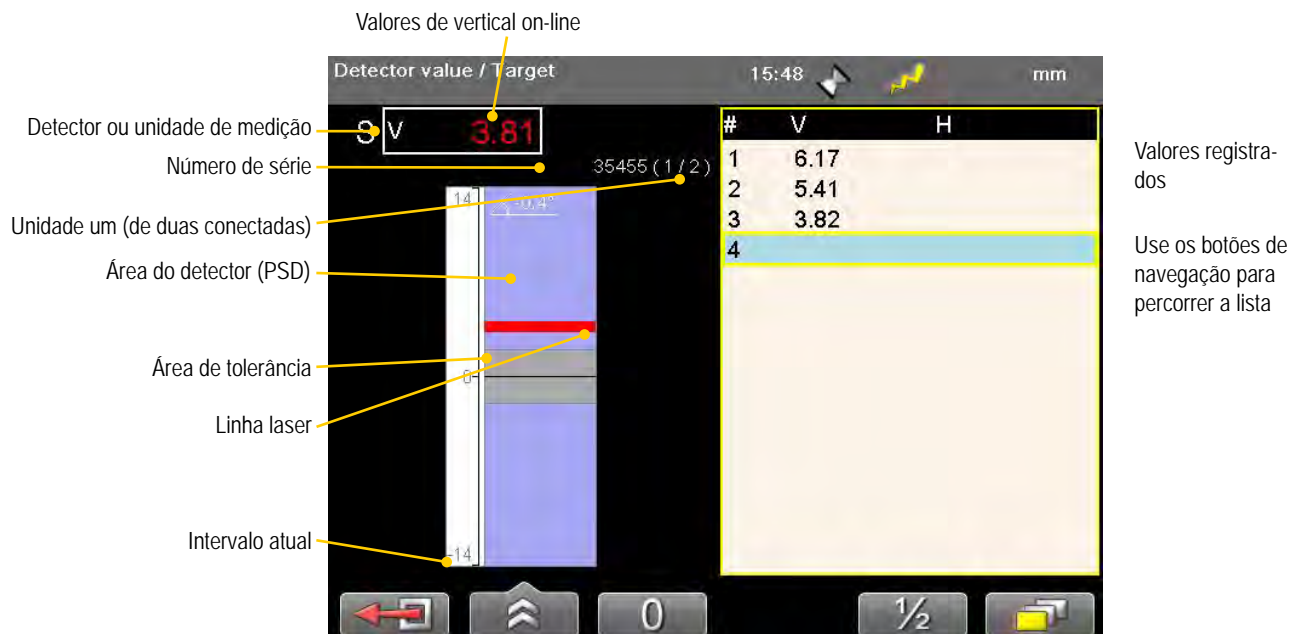 Valores de vertical on-line
Detector value / Target 15:48 mm
Detector ou unidade de medição
S V 3.81
Número de série
35455 ( 1 / 2 )
Unidade um (de duas conectadas)
Área do detector (PSD)
14
-0.4°
Área de tolerância
0
Linha laser
Intervalo atual
-14
# V H
1 6.17
2 5.41
3 3.82
4
Valores registra-
dos
Use os botões de
navegação para
percorrer a lista
0
½